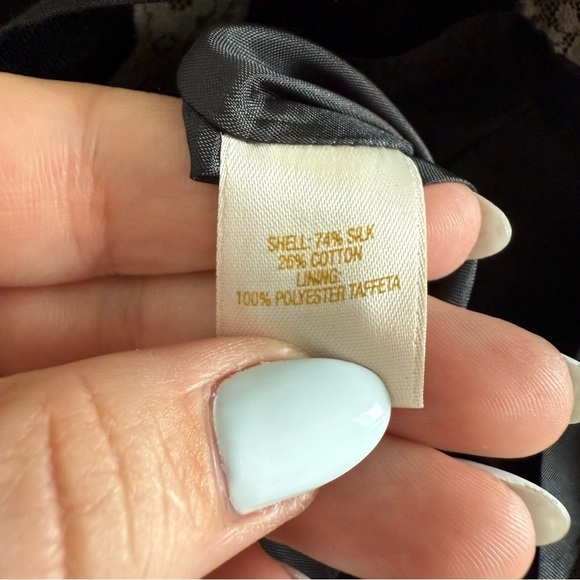 SHELL: 74% SILK
26% COTTON
LINING:
100% POLYESTER TAFFETA